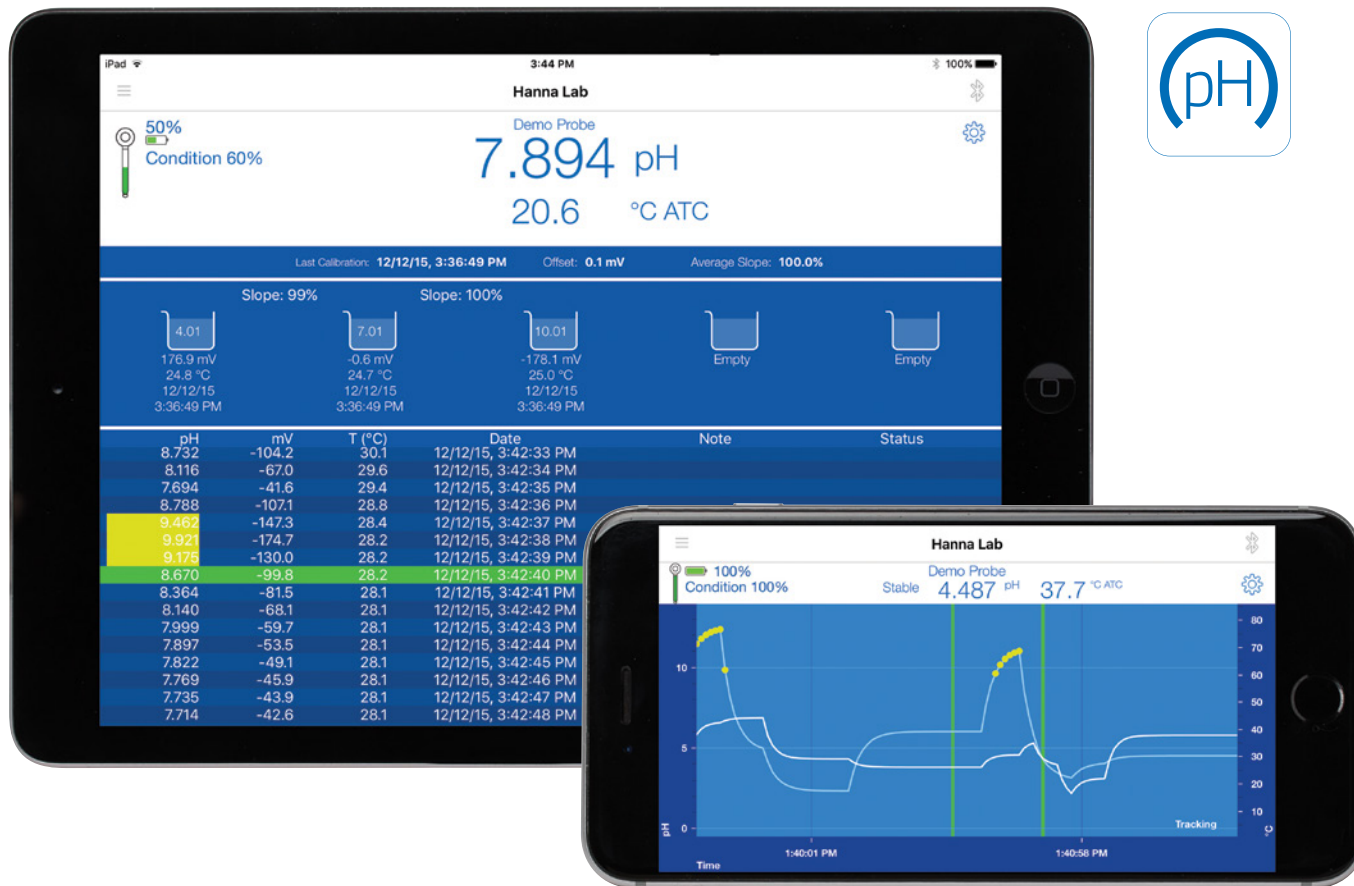 iPad 3:44 PM 100%
Hanna Lab
50%
Condition 60%
Demo Probe
7.894 pH
20.6 °C ATC
Last Calibration: 12/12/15, 3:36:49 PM Offset: 0.1 mV Average Slope: 100.0%
Slope: 99% Slope: 100%
4.01 7.01 10.01
176.9 mV -0.6 mV -178.1 mV Empty Empty
24.8 °C 24.7 °C 25.0 °C
12/12/15 12/12/15 12/12/15
3:36:49 PM 3:36:49 PM 3:36:49 PM
pH mV T (°C) Date Note Status
8.732 -104.2 30.1 12/12/15, 3:42:33 PM
8.116 -67.0 29.6 12/12/15, 3:42:34 PM
7.694 -41.6 29.4 12/12/15, 3:42:35 PM
8.788 -107.1 28.8 12/12/15, 3:42:36 PM
9.462 -147.3 28.4 12/12/15, 3:42:37 PM
9.921 -174.7 28.2 12/12/15, 3:42:38 PM
9.175 -130.0 28.2 12/12/15, 3:42:39 PM
8.670 -99.8 28.2 12/12/15, 3:42:40 PM
8.364 -81.5 28.1 12/12/15, 3:42:41 PM
8.140 -68.1 28.1 12/12/15, 3:42:42 PM
7.999 -59.7 28.1 12/12/15, 3:42:43 PM
7.897 -53.5 28.1 12/12/15, 3:42:44 PM
7.822 -49.1 28.1 12/12/15, 3:42:45 PM
7.769 -45.9 28.1 12/12/15, 3:42:46 PM
7.735 -43.9 28.1 12/12/15, 3:42:47 PM
7.714 -42.6 28.1 12/12/15, 3:42:48 PM
pH
Hanna Lab
100%
Condition 100%
Demo Probe
Stable 4.487 pH 37.7 °C ATC
80
70
10 60
50
5 40
30
20
10
pH 0 Tracking °C
1:40:01 PM 1:40:58 PM
Time